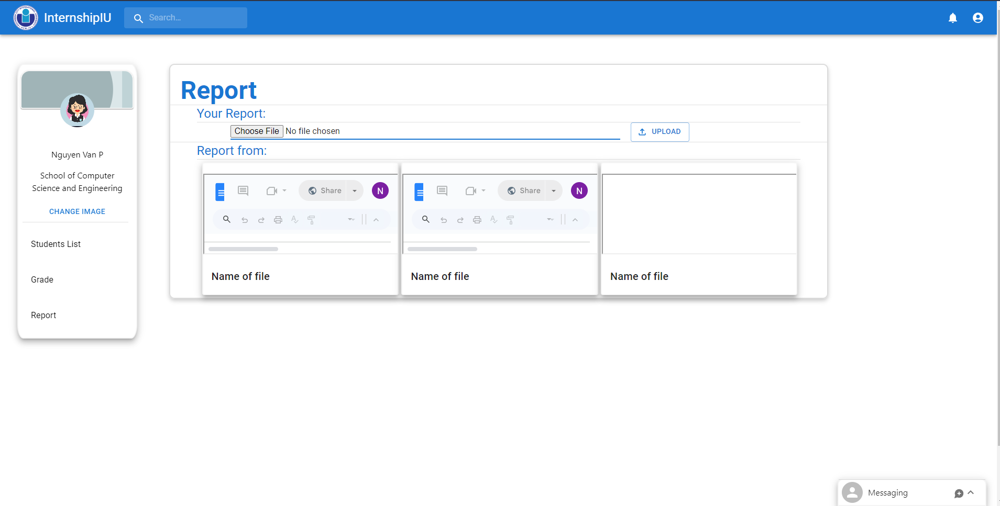 InternshipIU
Search...
Nguyen Van P
School of Computer
Science and Engineering
CHANGE IMAGE
Students List
Grade
Report
Report
Your Report:
Choose File No file chosen
UPLOAD
Report from:
Share
N
Share
N
Name of file
Name of file
Name of file
Messaging